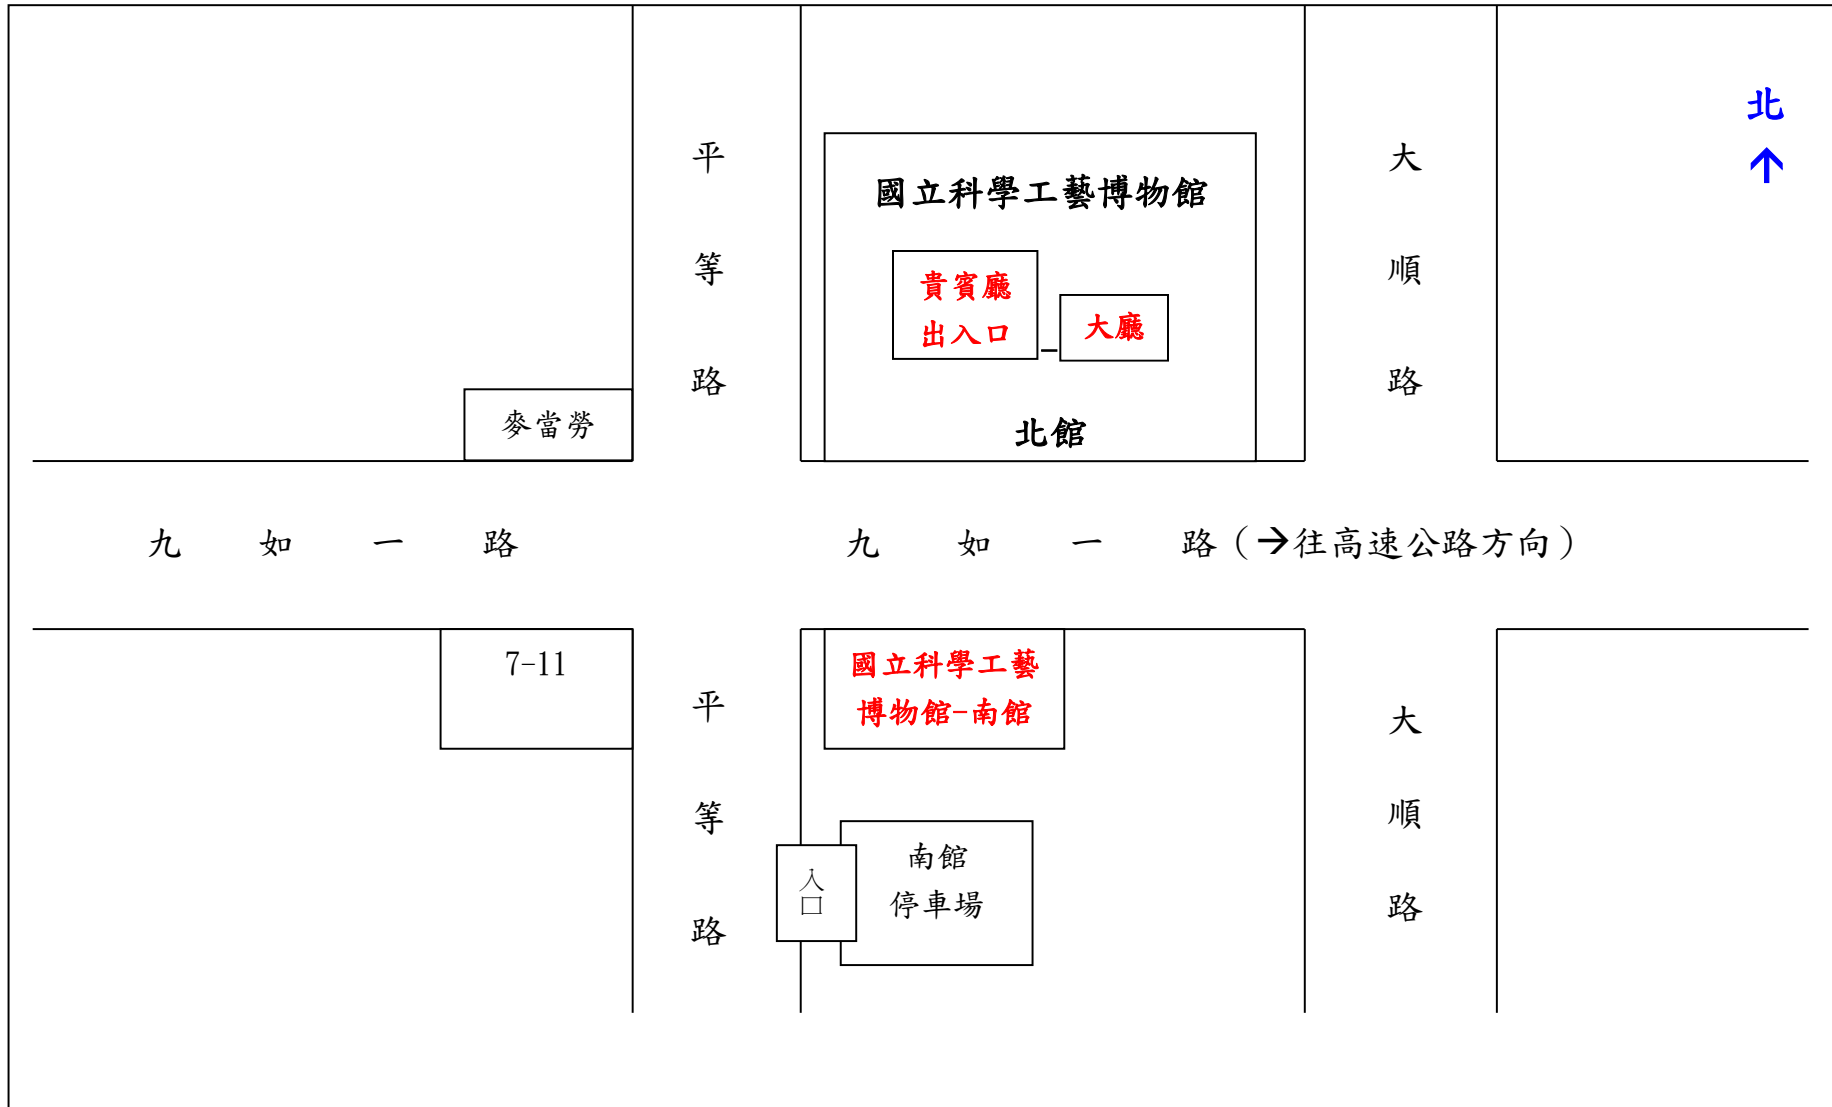 北
↑
平等路
國立科學工藝博物館
貴賓廳
出入口
大廳
北館
大順路
麥當勞
九如一路
九如一路(→往高速公路方向)
7-11
平等路
國立科學工藝
博物館-南館
大順路
入口
南館
停車場